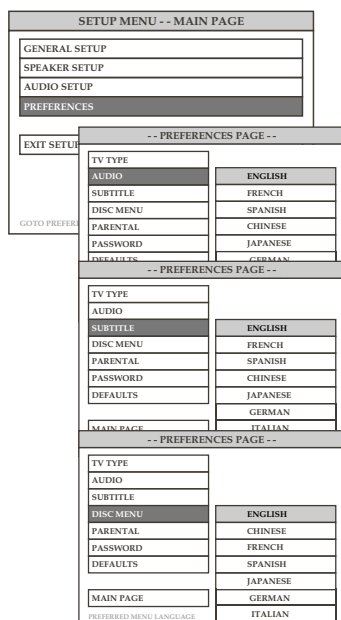 SETUP MENU - - MAIN PAGE
GENERAL SETUP
SPEAKER SETUP
AUDIO SETUP
PREFERENCES
EXIT SETUP
GOTO PREFER
- - PREFERENCES PAGE - -
TV TYPE
AUDIO
SUBTITLE
DISC MENU
PARENTAL
PASSWORD
DEFAULTS
ENGLISH
FRENCH
SPANISH
CHINESE
JAPANESE
GERMAN
- - PREFERENCES PAGE - -
TV TYPE
AUDIO
SUBTITLE
DISC MENU
PARENTAL
PASSWORD
DEFAULTS
MAIN PAGE
ENGLISH
FRENCH
SPANISH
CHINESE
JAPANESE
GERMAN
ITALIAN
- - PREFERENCES PAGE - -
TV TYPE
AUDIO
SUBTITLE
DISC MENU
PARENTAL
PASSWORD
DEFAULTS
MAIN PAGE
PREFERRED MENU LANGUAGE
ENGLISH
CHINESE
FRENCH
SPANISH
JAPANESE
GERMAN
ITALIAN